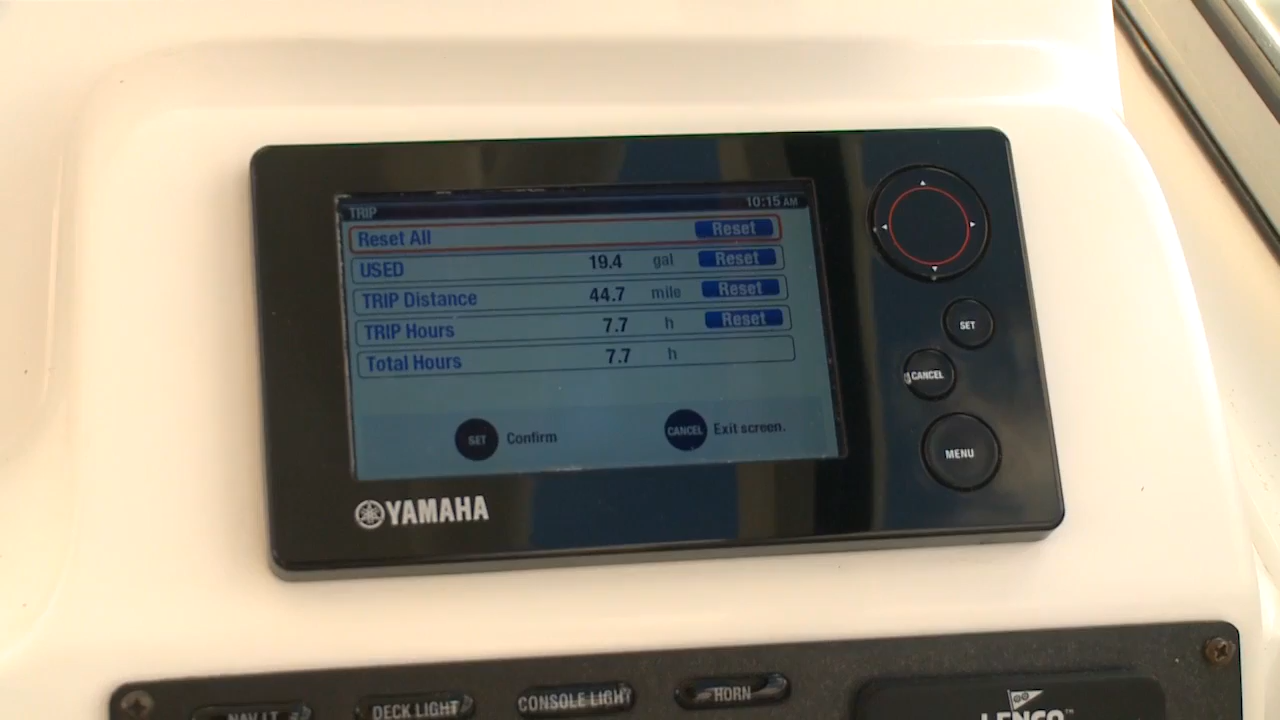 TRIP 10:15 AM
Reset All Reset
USED 19.4 gal Reset
TRIP Distance 44.7 mile Reset
TRIP Hours 7.7 h Reset
Total Hours 7.7 h
SET Confirm CANCEL Exit screen.
SET
CANCEL
MENU
YAMAHA
DECK LIGHT CONSOLE LIGHT HORN
LENCO™